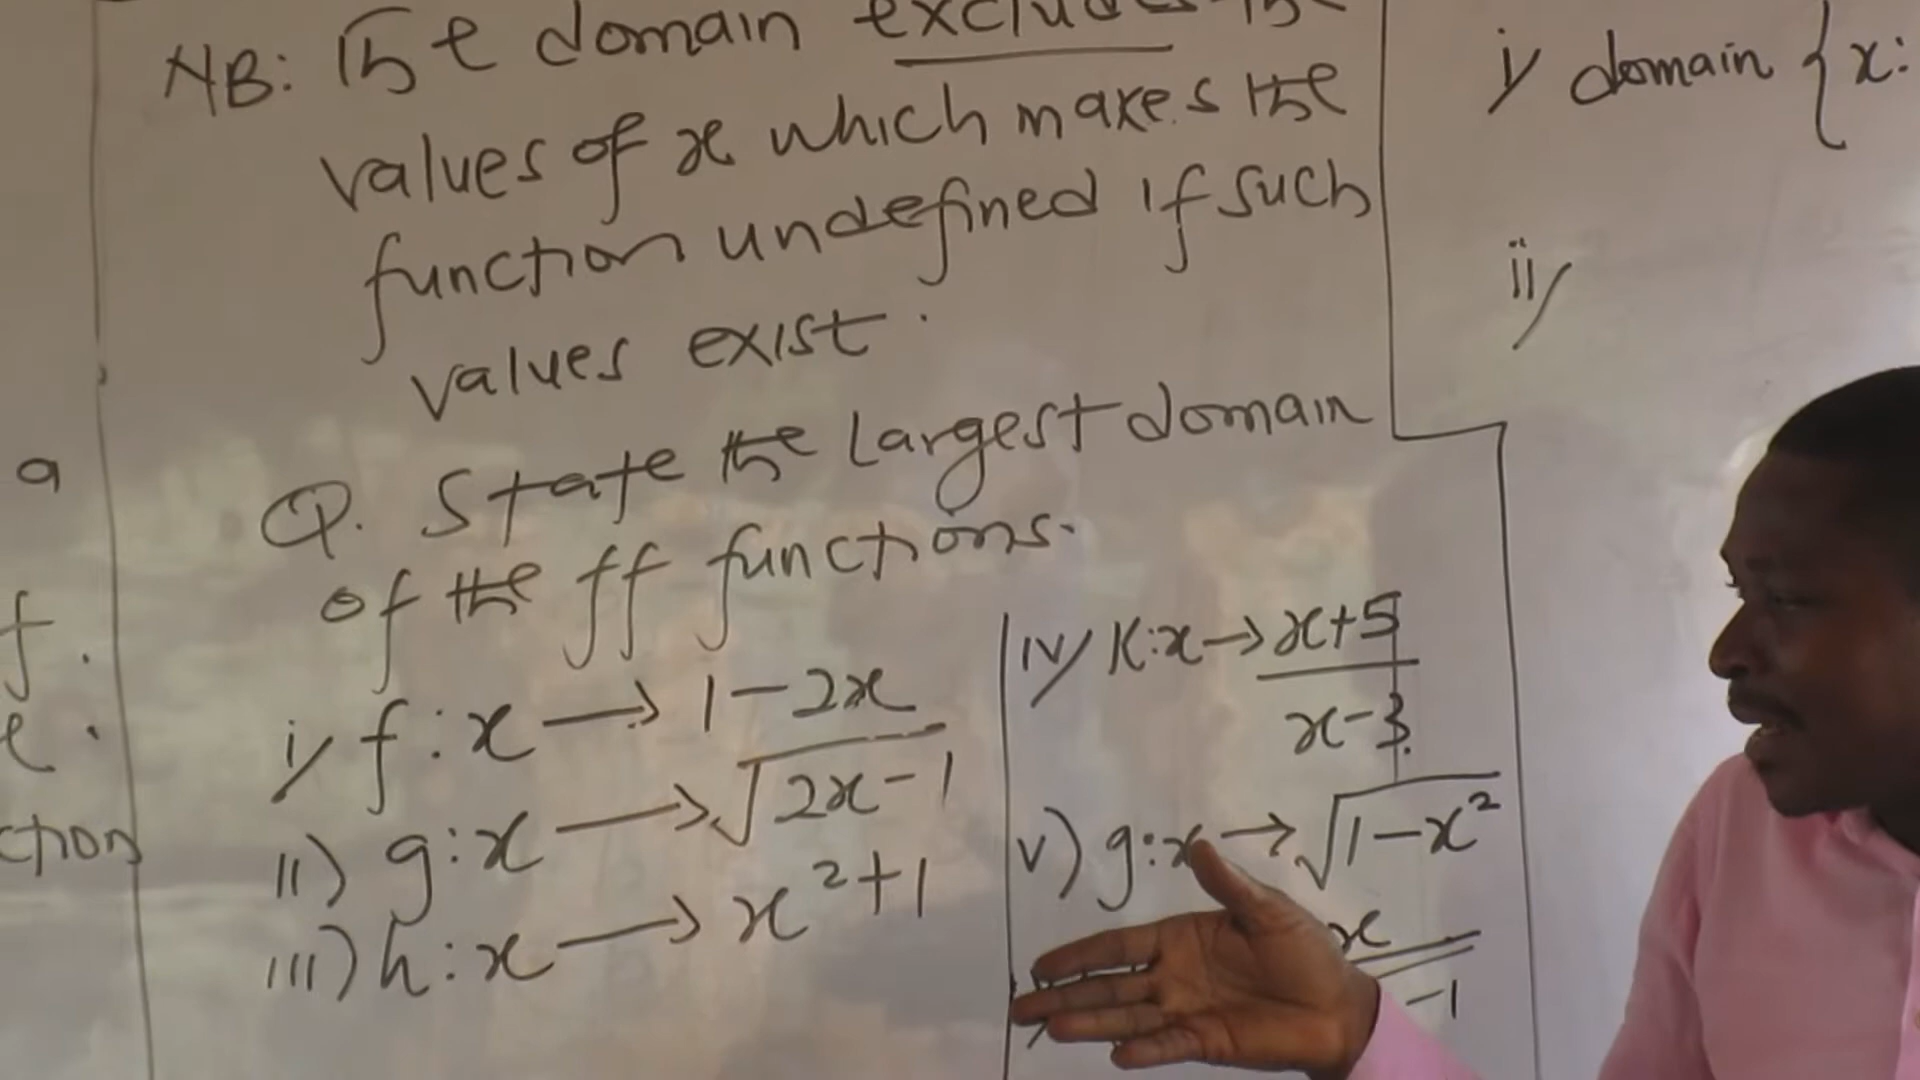 NB: The domain excludes the
values of x which makes the
function undefined if such
values exist.
Q. State the largest domain
of the ff functions.
i/ f : x → 1 - 2x
ii) g : x → √(2x-1)
iii) h : x → x² + 1
iv/ K : x → x+5
x-3
v) g : x → √(1-x²)
x
-1
i/ domain {x:
ii/
a
f.
e.
ction